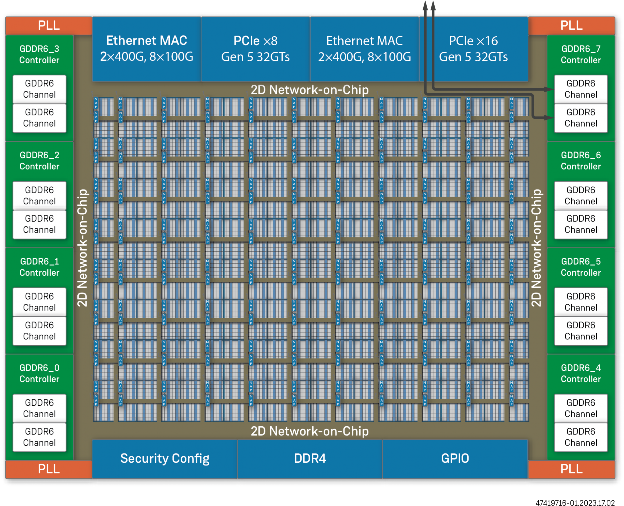 PLL
Ethernet MAC
2×400G, 8×100G
PCIe ×8
Gen 5 32GTs
Ethernet MAC
2×400G, 8×100G
PCIe ×16
Gen 5 32GTs
PLL
2D Network-on-Chip
GDDR6_3
Controller
GDDR6
Channel
GDDR6
Channel
GDDR6_2
Controller
GDDR6
Channel
GDDR6
Channel
GDDR6_1
Controller
GDDR6
Channel
GDDR6
Channel
GDDR6_0
Controller
GDDR6
Channel
GDDR6
Channel
2D Network-on-Chip
2D Network-on-Chip
GDDR6_7
Controller
GDDR6
Channel
GDDR6
Channel
GDDR6_6
Controller
GDDR6
Channel
GDDR6
Channel
GDDR6_5
Controller
GDDR6
Channel
GDDR6
Channel
GDDR6_4
Controller
GDDR6
Channel
GDDR6
Channel
2D Network-on-Chip
PLL
Security Config
DDR4
GPIO
PLL
47419716-01.2023.17.02